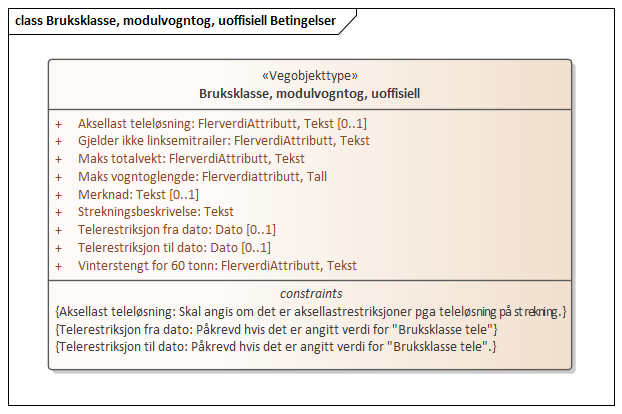 class Bruksklasse, modulvogntog, uoffisiell Betingelser
«Vegobjekttype»
Bruksklasse, modulvogntog, uoffisiell
+ Aksellast teleløsning: FlerverdiAttributt, Tekst [0..1]
+ Gjelder ikke linksemitrailer: FlerverdiAttributt, Tekst
+ Maks totalvekt: FlerverdiAttributt, Tekst
+ Maks vogntoglengde: Flerverdiattributt, Tall
+ Merknad: Tekst [0..1]
+ Strekningsbeskrivelse: Tekst
+ Telerestriksjon fra dato: Dato [0..1]
+ Telerestriksjon til dato: Dato [0..1]
+ Vinterstengt for 60 tonn: FlerverdiAttributt, Tekst
constraints
{Aksellast teleløsning: Skal angis om det er aksellastrestriksjoner pga teleløsning på strekning.}
{Telerestriksjon fra dato: Påkrevd hvis det er angitt verdi for "Bruksklasse tele"}
{Telerestriksjon til dato: Påkrevd hvis det er angitt verdi for "Bruksklasse tele".}